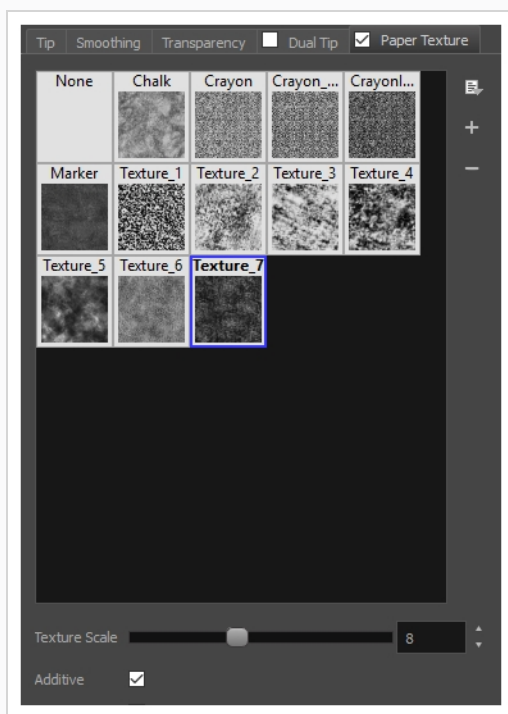 Tip Smoothing Transparency Dual Tip Paper Texture
None Chalk Crayon Crayon_... Crayonl...
Marker Texture_1 Texture_2 Texture_3 Texture_4
Texture_5 Texture_6 Texture_7
Texture Scale 8
Additive